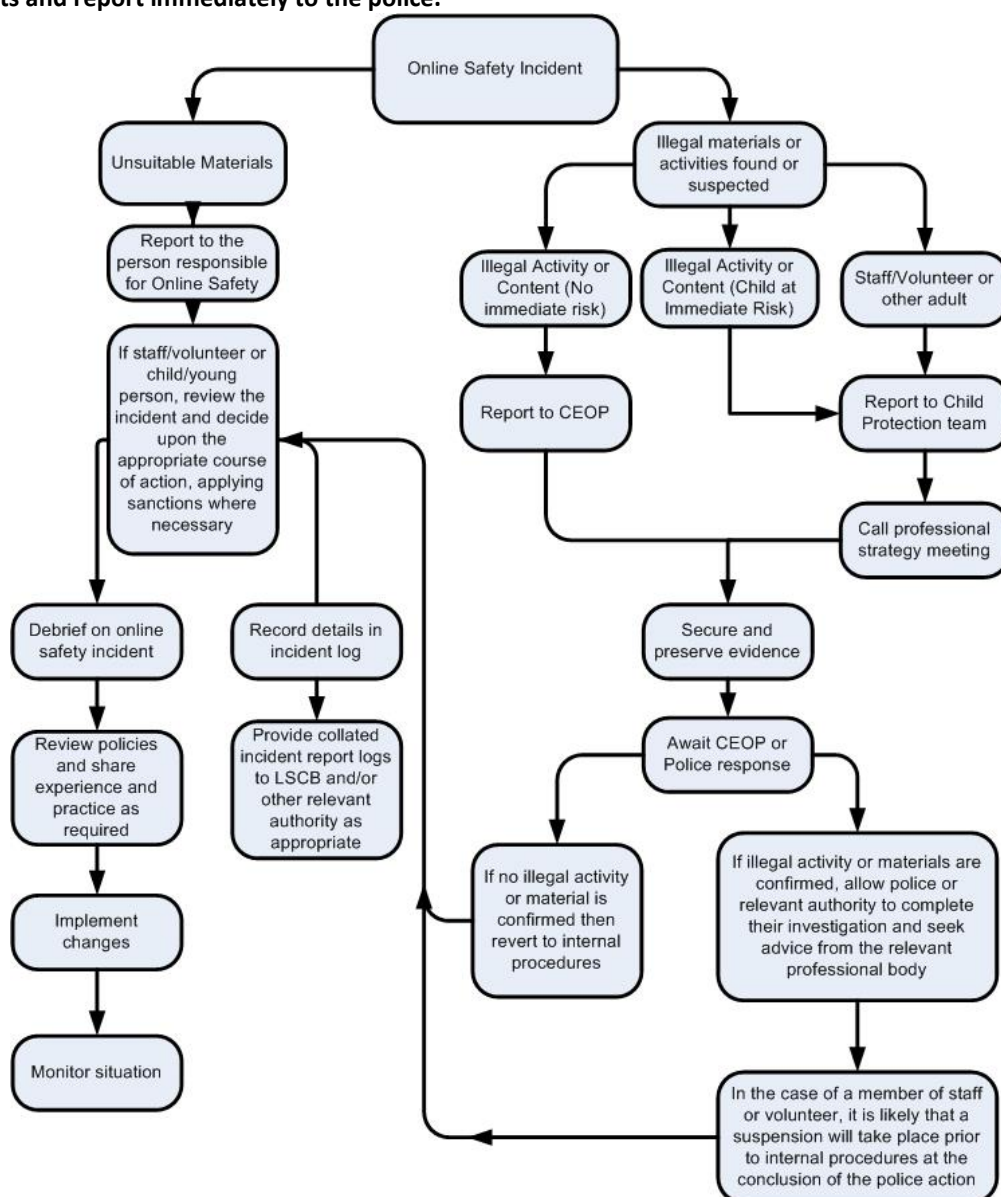 ts and report immediately to the police.
Online Safety Incident
Unsuitable Materials
Report to the
person responsible
for Online Safety
If staff/volunteer or
child/young
person, review the
incident and decide
upon the
appropriate course
of action, applying
sanctions where
necessary
Debrief on online
safety incident
Review policies
and share
experience and
practice as
required
Implement
changes
Monitor situation
Record details in
incident log
Provide collated
incident report logs
to LSCB and/or
other relevant
authority as
appropriate
Illegal materials or
activities found or
suspected
Illegal Activity or
Content (No
immediate risk)
Illegal Activity or
Content (Child at
Immediate Risk)
Staff/Volunteer or
other adult
Report to CEOP
Report to Child
Protection team
Call professional
strategy meeting
Secure and
preserve evidence
Await CEOP or
Police response
If no illegal activity
or material is
confirmed then
revert to internal
procedures
If illegal activity or materials are
confirmed, allow police or
relevant authority to complete
their investigation and seek
advice from the relevant
professional body
In the case of a member of staff
or volunteer, it is likely that a
suspension will take place prior
to internal procedures at the
conclusion of the police action